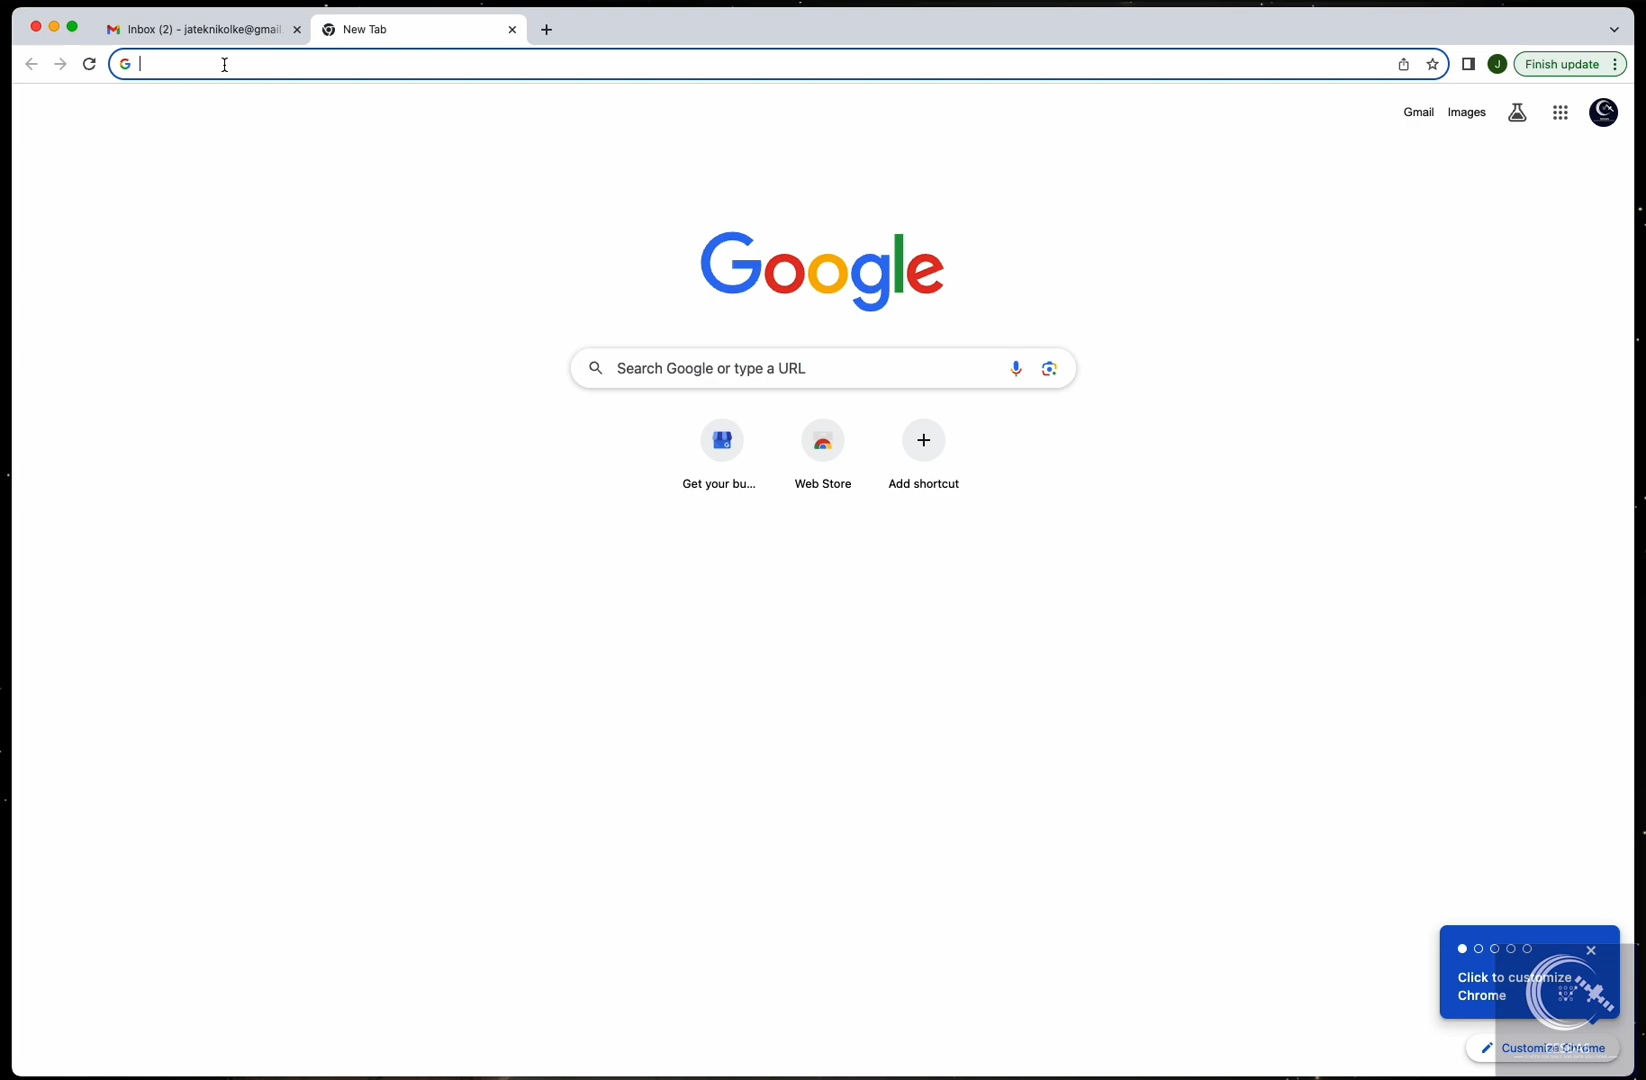 Inbox (2) - jateknikolke@gmail.
New Tab
J
Finish update
Gmail
Images
Google
Search Google or type a URL
Get your bu...
Web Store
Add shortcut
Click to customize
Chrome
Customize Chrome